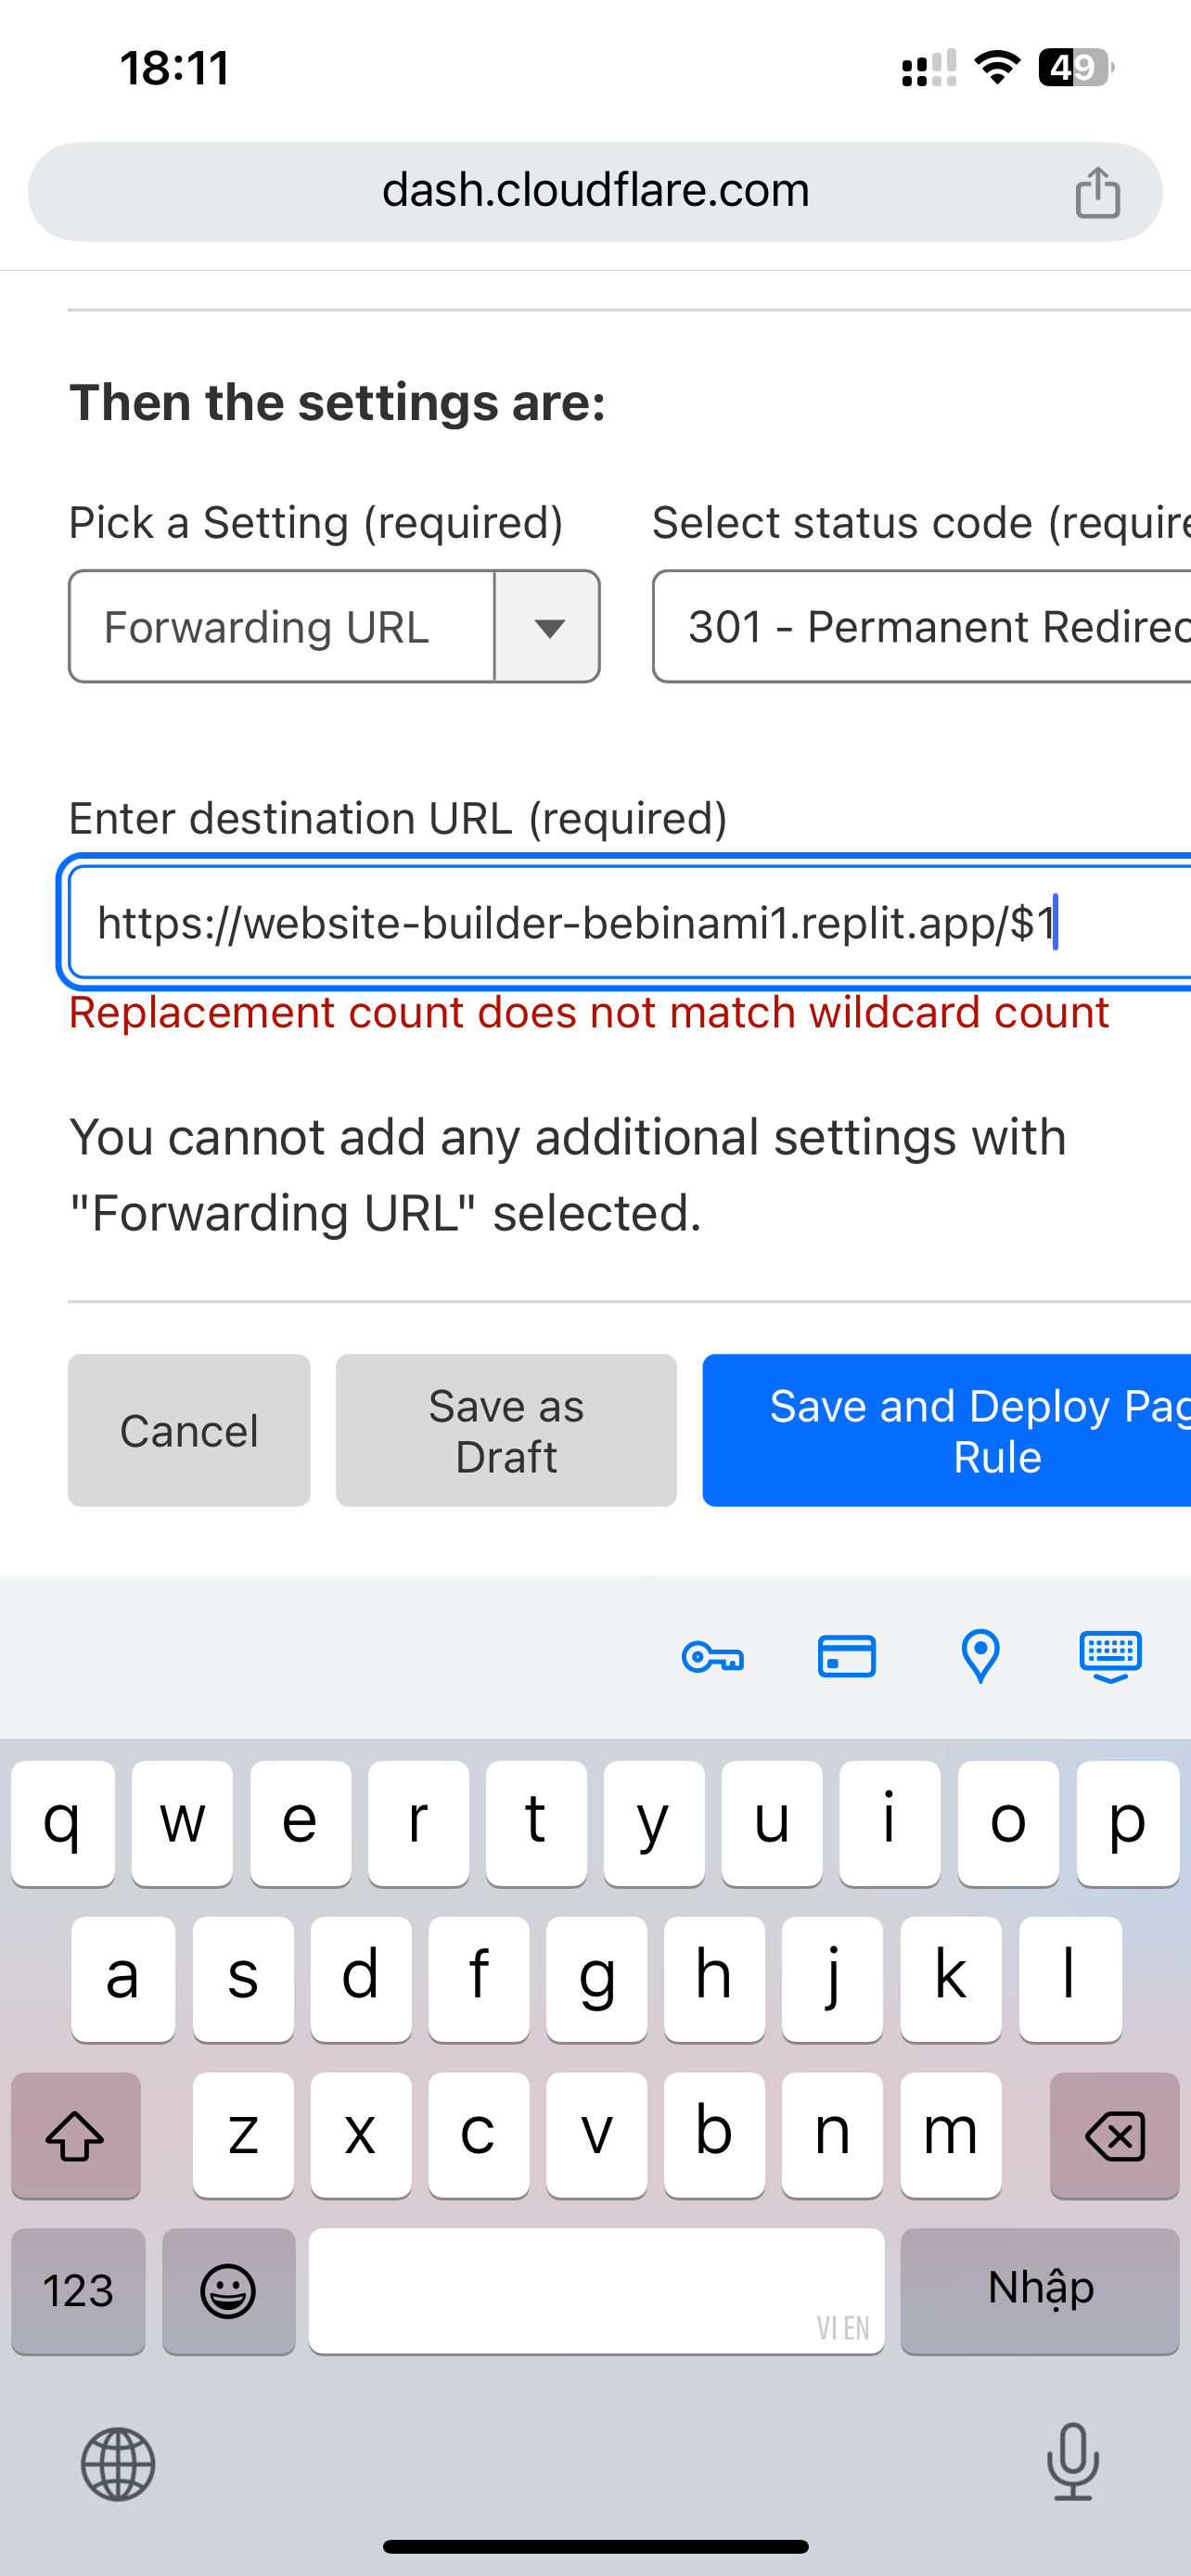 18:11
49
dash.cloudflare.com
Then the settings are:
Pick a Setting (required)
Select status code (require
Forwarding URL
301 - Permanent Redirec
Enter destination URL (required)
https://website-builder-bebinami1.replit.app/$1
Replacement count does not match wildcard count
You cannot add any additional settings with
"Forwarding URL" selected.
Cancel
Save as
Draft
Save and Deploy Pag
Rule
q w e r t y u i o p
a s d f g h j k l
z x c v b n m
123
VI EN
Nhập